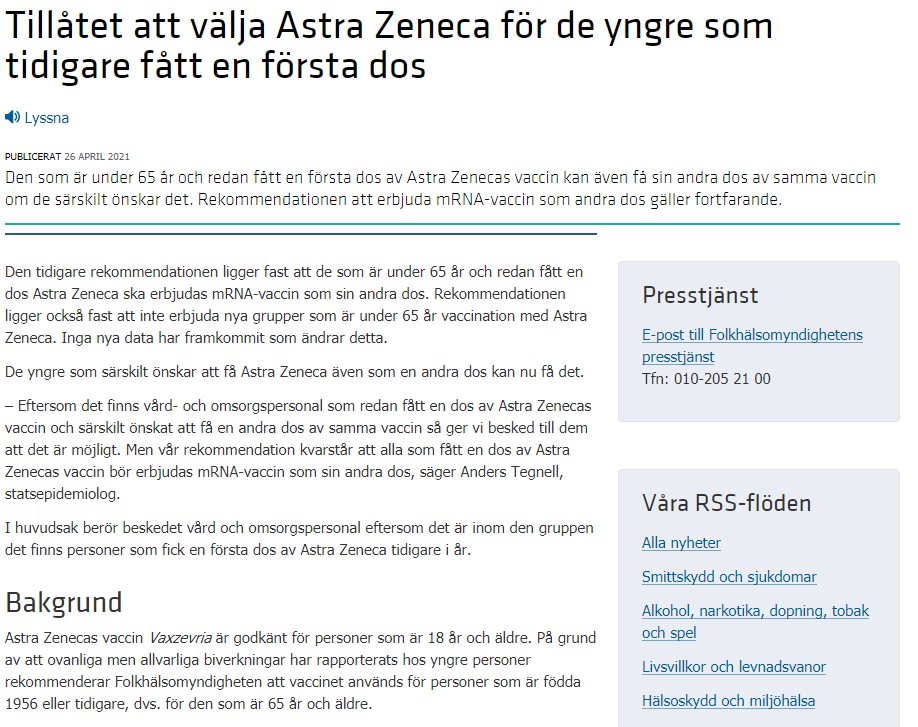 Tillåtet att välja Astra Zeneca för de yngre som
tidigare fått en första dos
Lyssna
PUBLICERAT 26 APRIL 2021
Den som är under 65 år och redan fått en första dos av Astra Zenecas vaccin kan även få sin andra dos av samma vaccin
om de särskilt önskar det. Rekommendationen att erbjuda mRNA-vaccin som andra dos gäller fortfarande.
Den tidigare rekommendationen ligger fast att de som är under 65 år och redan fått en
dos Astra Zeneca ska erbjudas mRNA-vaccin som sin andra dos. Rekommendationen
ligger också fast att inte erbjuda nya grupper som är under 65 år vaccination med Astra
Zeneca. Inga nya data har framkommit som ändrar detta.
De yngre som särskilt önskar att få Astra Zeneca även som en andra dos kan nu få det.
– Eftersom det finns vård- och omsorgspersonal som redan fått en dos av Astra Zenecas
vaccin och särskilt önskat att få en andra dos av samma vaccin så ger vi besked till dem
att det är möjligt. Men vår rekommendation kvarstår att alla som fått en dos av Astra
Zenecas vaccin bör erbjudas mRNA-vaccin som sin andra dos, säger Anders Tegnell,
statsepidemiolog.
I huvudsak berör beskedet vård och omsorgspersonal eftersom det är inom den gruppen
det finns personer som fick en första dos av Astra Zeneca tidigare i år.
Bakgrund
Astra Zenecas vaccin Vaxzevria är godkänt för personer som är 18 år och äldre. På grund
av att ovanliga men allvarliga biverkningar har rapporterats hos yngre personer
rekommenderar Folkhälsomyndigheten att vaccinet används för personer som är födda
1956 eller tidigare, dvs. för den som är 65 år och äldre.
Presstjänst
E-post till Folkhälsomyndighetens
presstjänst
Tfn: 010-205 21 00
Våra RSS-flöden
Alla nyheter
Smittskydd och sjukdomar
Alkohol, narkotika, dopning, tobak
och spel
Livsvillkor och levnadsvanor
Hälsoskydd och miljöhälsa